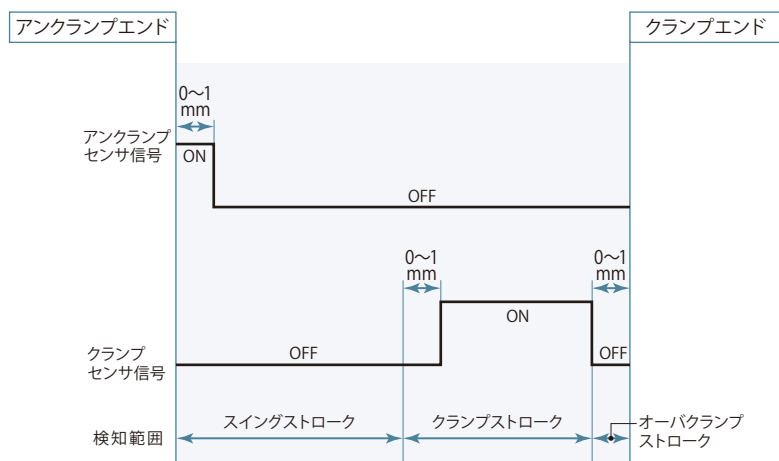 アンクランプエンド
クランプエンド
0〜1
mm
アンクランプ
センサ信号
ON
OFF
0〜1
mm
0〜1
mm
ON
クランプ
センサ信号
OFF
OFF
検知範囲
スイングストローク
クランプストローク
オーバクランプ
ストローク